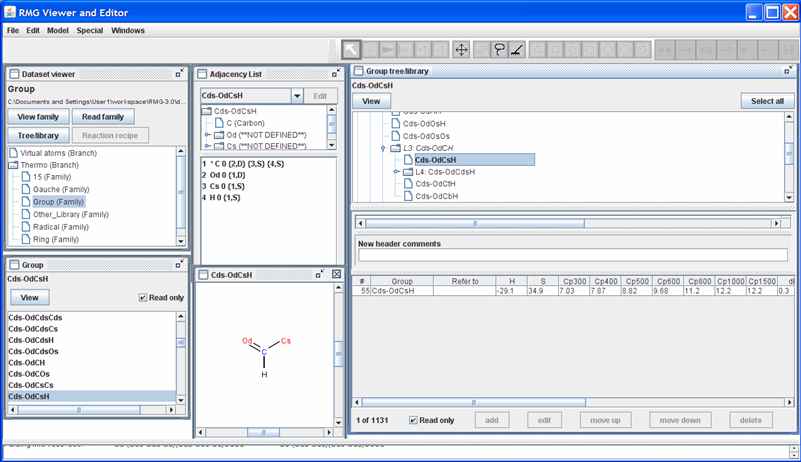 RMG Viewer and Editor
File Edit Model Special Windows
Dataset viewer
Group
C:\Documents and Settings\User1\workspace\RMG-3.0\d...
View family Read family
Tree/library Reaction recipe
Virtual atoms (Branch)
Thermo (Branch)
15 (Family)
Gauche (Family)
Group (Family)
Other_Library (Family)
Radical (Family)
Ring (Family)
Group
Cds-OdCsH
View Read only
Cds-OdCdsCds
Cds-OdCdsCs
Cds-OdCdsH
Cds-OdCdsOs
Cds-OdCH
Cds-OdCOs
Cds-OdCsCs
Cds-OdCsH
Adjacency List
Cds-OdCsH Edit
Cds-OdCsH
C (Carbon)
Od (**NOT DEFINED**)
Cs (**NOT DEFINED**)
1 * C 0 {2,D} {3,S} {4,S}
2 Od 0 {1,D}
3 Cs 0 {1,S}
4 H 0 {1,S}
Cds-OdCsH
Od Cs
C
H
Group tree/library
Cds-OdCsH
View Select all
Cds-OdOsH
Cds-OdOsOs
L3: Cds-OdCH
Cds-OdCsH
L4: Cds-OdCdsH
Cds-OdCtH
Cds-OdCbH
New header comments
# Group Refer to H S Cp300 Cp400 Cp500 Cp600 Cp800 Cp1000 Cp1500 dl
55 Cds-OdCsH -29.1 34.9 7.03 7.87 8.82 9.68 11.2 12.2 12.2 0.3
1 of 1131 Read only add edit move up move down delete